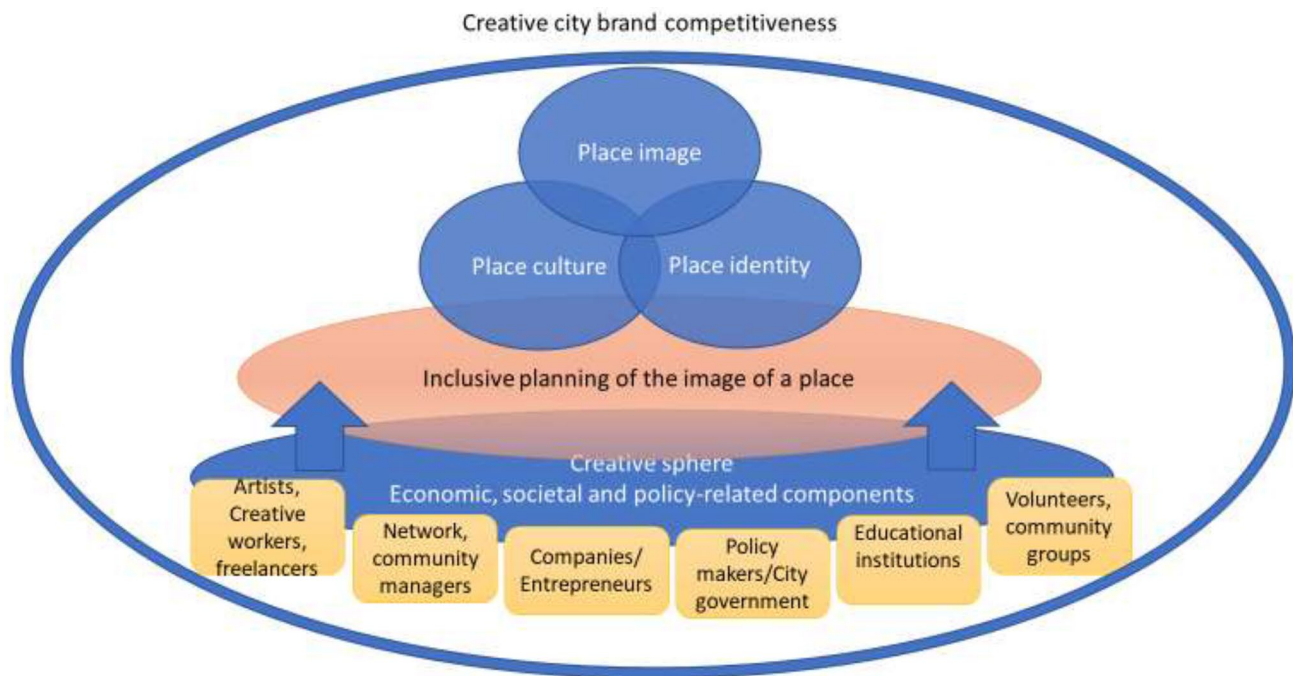 Creative city brand competitiveness
Place image
Place culture
Place identity
Inclusive planning of the image of a place
Creative sphere
Economic, societal and policy-related components
Artists,
Creative
workers,
freelancers
Network,
community
managers
Companies/
Entrepreneurs
Policy
makers/City
government
Educational
institutions
Volunteers,
community
groups